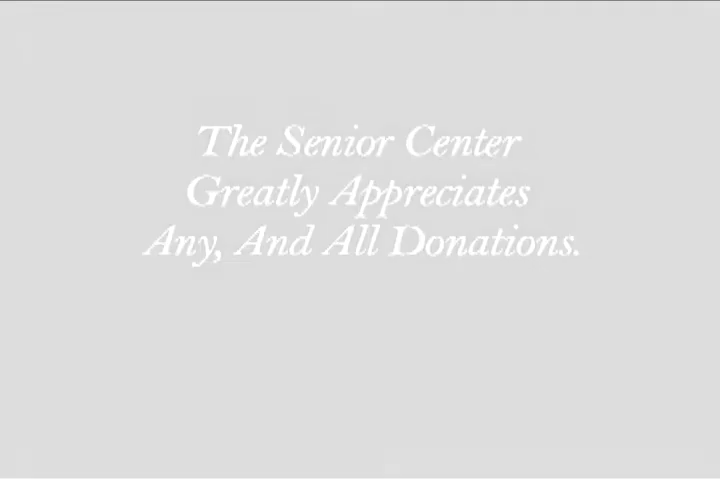 The Senior Center
Greatly Appreciates
Any, And All Donations.